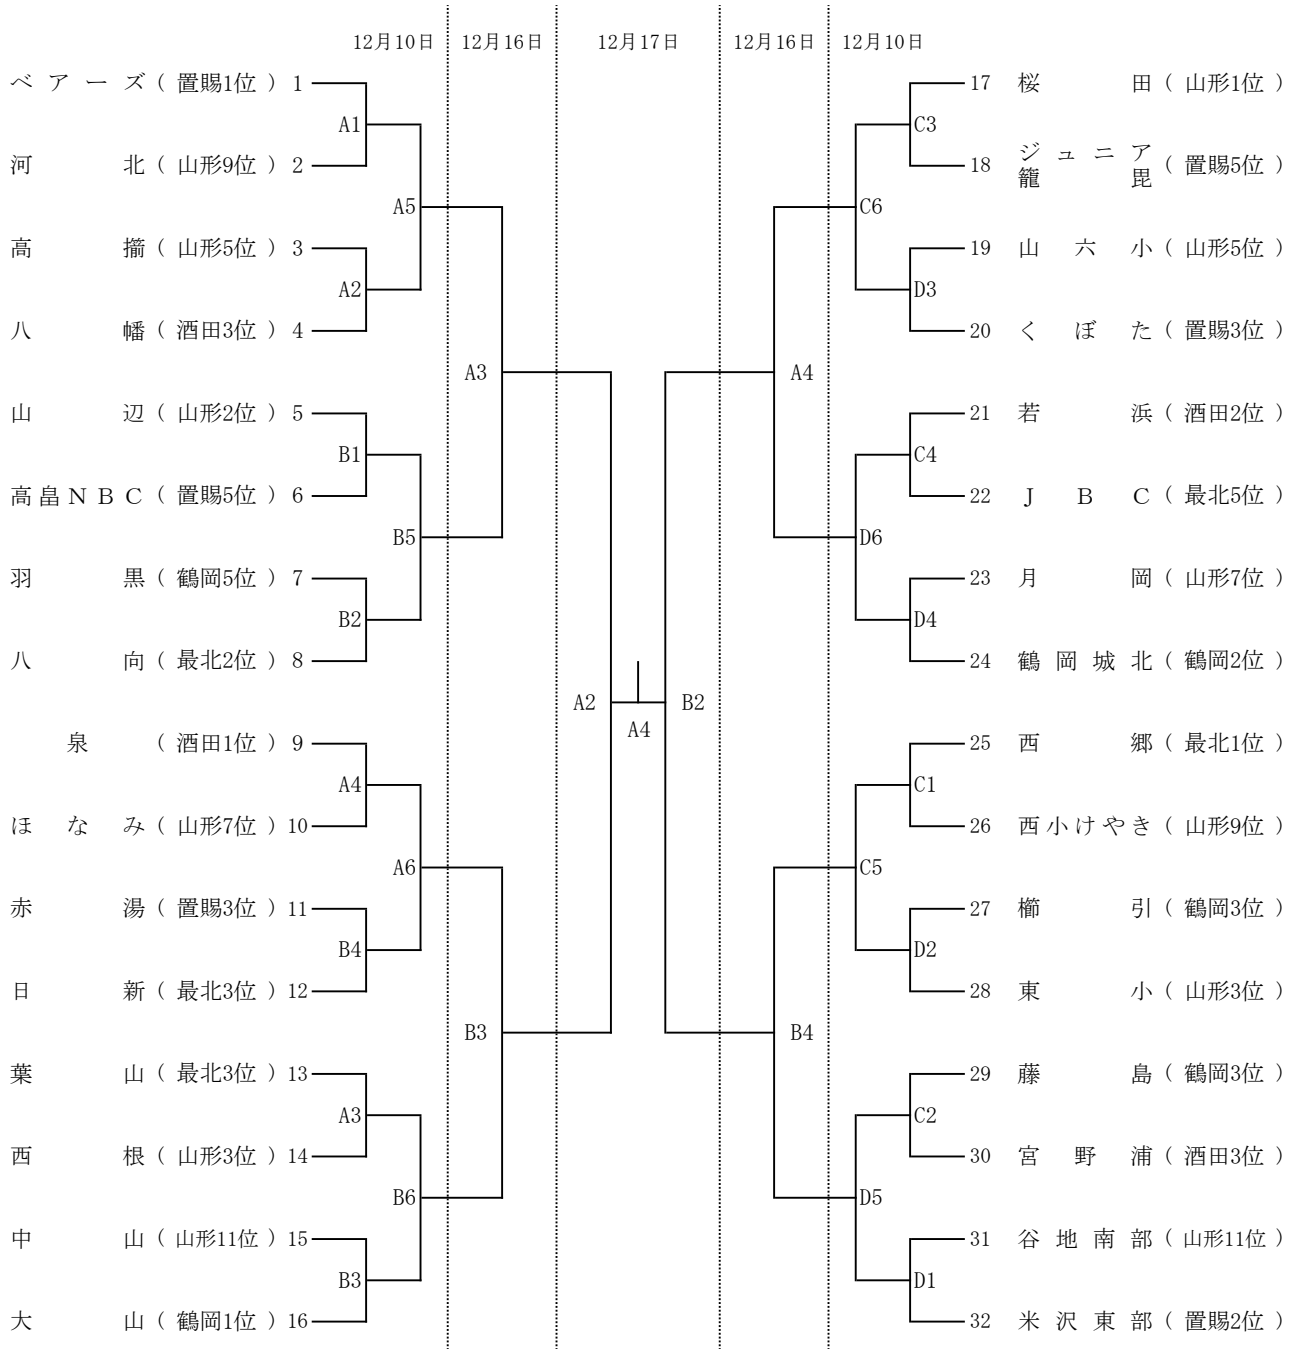 12月10日 12月16日 12月17日 12月16日 12月10日
ベアーズ（ 置賜1位 ）1
17 桜田（ 山形1位 ）
A1 C3
河北（ 山形9位 ）2
18 ジュニア籠毘（ 置賜5位 ）
A5 C6
高擶（ 山形5位 ）3
19 山六小（ 山形5位 ）
A2 D3
八幡（ 酒田3位 ）4
20 くぼた（ 置賜3位 ）
A3 A4
山辺（ 山形2位 ）5
21 若浜（ 酒田2位 ）
B1 C4
高畠ＮＢＣ（ 置賜5位 ）6
22 ＪＢＣ（ 最北5位 ）
B5 D6
羽黒（ 鶴岡5位 ）7
23 月岡（ 山形7位 ）
B2 D4
八向（ 最北2位 ）8
24 鶴岡城北（ 鶴岡2位 ）
A2 B2
A4
泉（ 酒田1位 ）9
25 西郷（ 最北1位 ）
A4 C1
ほなみ（ 山形7位 ）10
26 西小けやき（ 山形9位 ）
A6 C5
赤湯（ 置賜3位 ）11
27 櫛引（ 鶴岡3位 ）
B4 D2
日新（ 最北3位 ）12
28 東小（ 山形3位 ）
B3 B4
葉山（ 最北3位 ）13
29 藤島（ 鶴岡3位 ）
A3 C2
西根（ 山形3位 ）14
30 宮野浦（ 酒田3位 ）
B6 D5
中山（ 山形11位 ）15
31 谷地南部（ 山形11位 ）
B3 D1
大山（ 鶴岡1位 ）16
32 米沢東部（ 置賜2位 ）